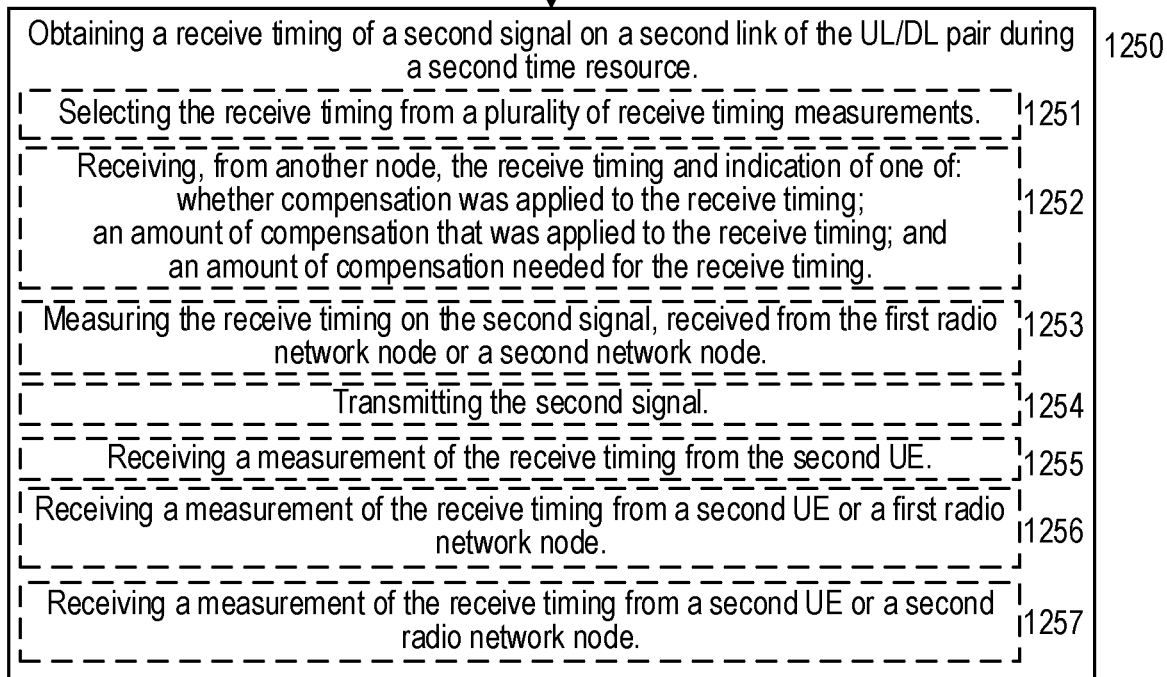 Obtaining a receive timing of a second signal on a second link of the UL/DL pair during
a second time resource.
1250
Selecting the receive timing from a plurality of receive timing measurements.
1251
Receiving, from another node, the receive timing and indication of one of:
whether compensation was applied to the receive timing;
an amount of compensation that was applied to the receive timing; and
an amount of compensation needed for the receive timing.
1252
Measuring the receive timing on the second signal, received from the first radio
network node or a second network node.
1253
Transmitting the second signal.
1254
Receiving a measurement of the receive timing from the second UE.
1255
Receiving a measurement of the receive timing from a second UE or a first radio
network node.
1256
Receiving a measurement of the receive timing from a second UE or a second
radio network node.
1257